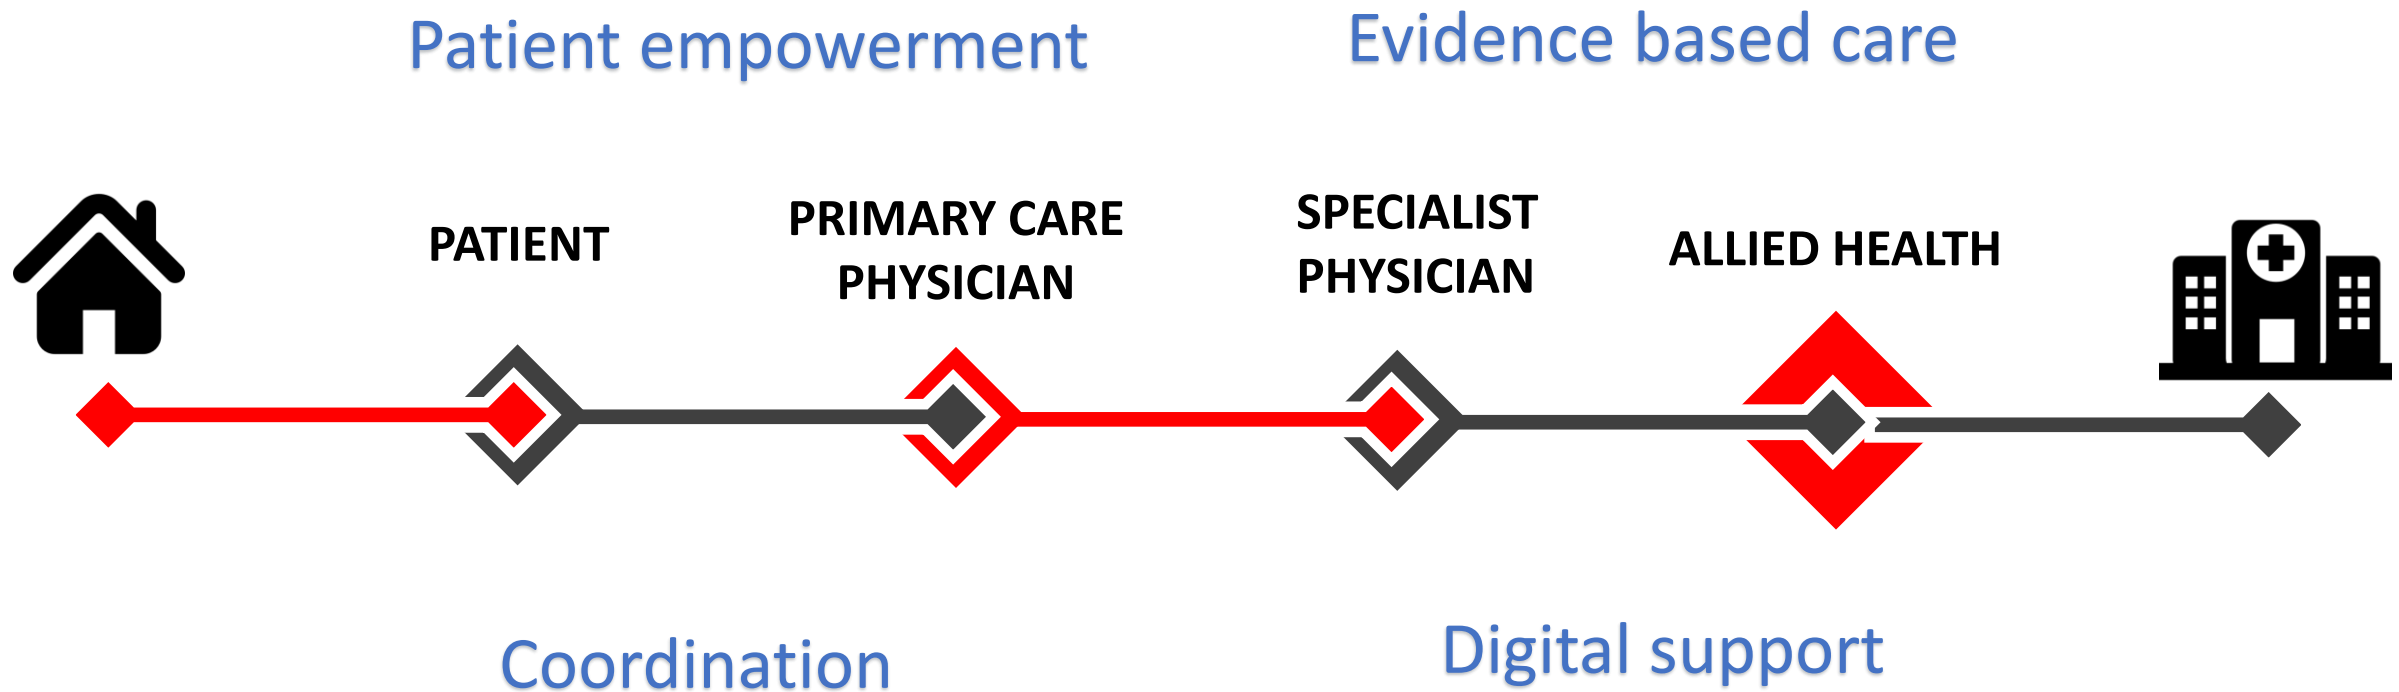 Patient empowerment
Evidence based care
PATIENT
PRIMARY CARE
PHYSICIAN
SPECIALIST
PHYSICIAN
ALLIED HEALTH
Coordination
Digital support